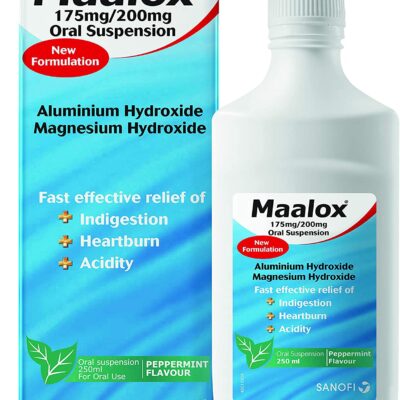 Maalox
175mg/200mg
Oral Suspension
New
Formulation
Aluminium Hydroxide
Magnesium Hydroxide
Fast effective relief of
Indigestion
Heartburn
Acidity
Oral suspension
250ml
For Oral Use
PEPPERMINT
FLAVOUR
Maalox®
175mg/200mg
Oral Suspension
New
Formulation
Aluminium Hydroxide
Magnesium Hydroxide
Fast effective relief of
Indigestion
Heartburn
Acidity
Oral Suspension
250 ml
Peppermint
Flavour
SANOFI